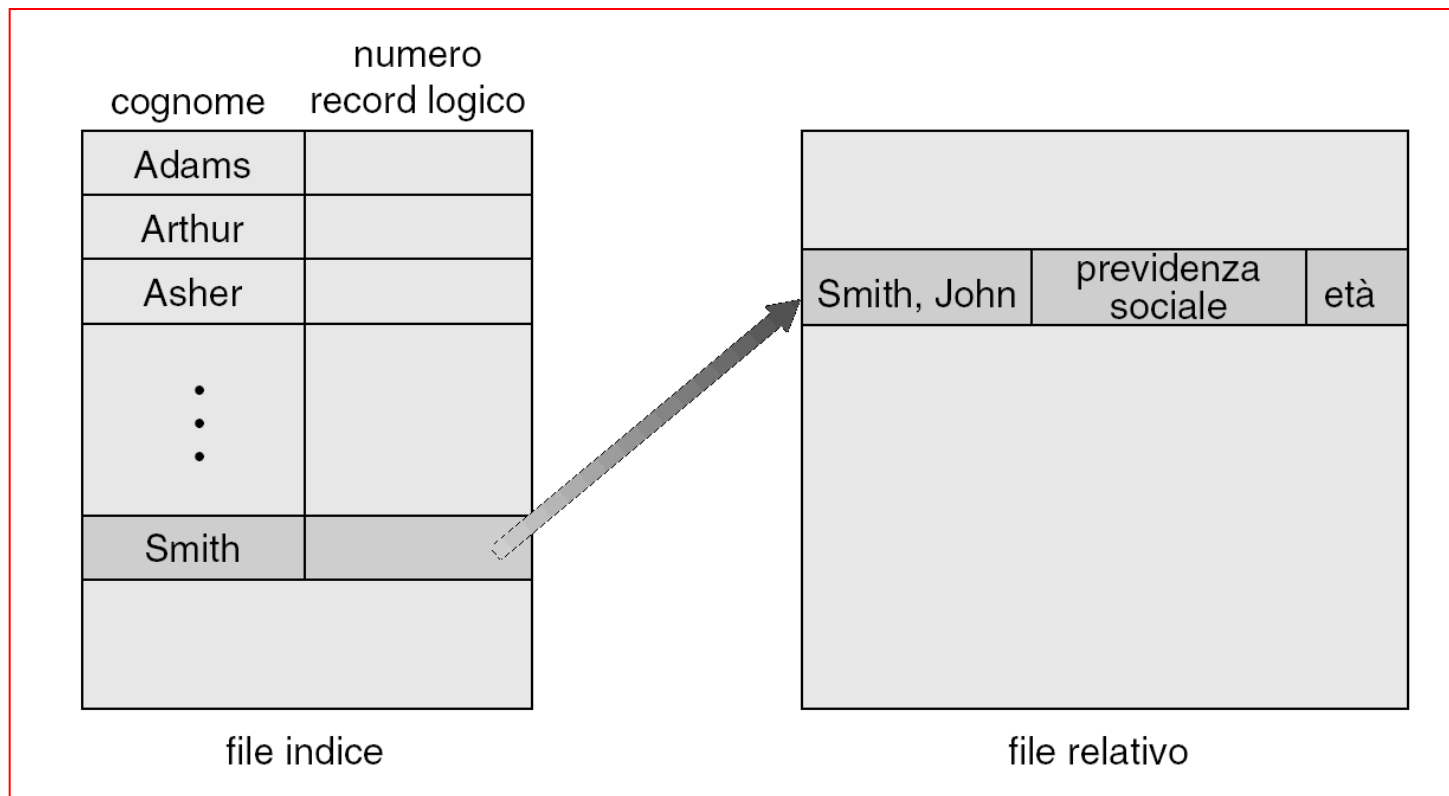 numero
cognome record logico
Adams
Arthur
Asher
Smith
Smith, John previdenza sociale età
file indice
file relativo